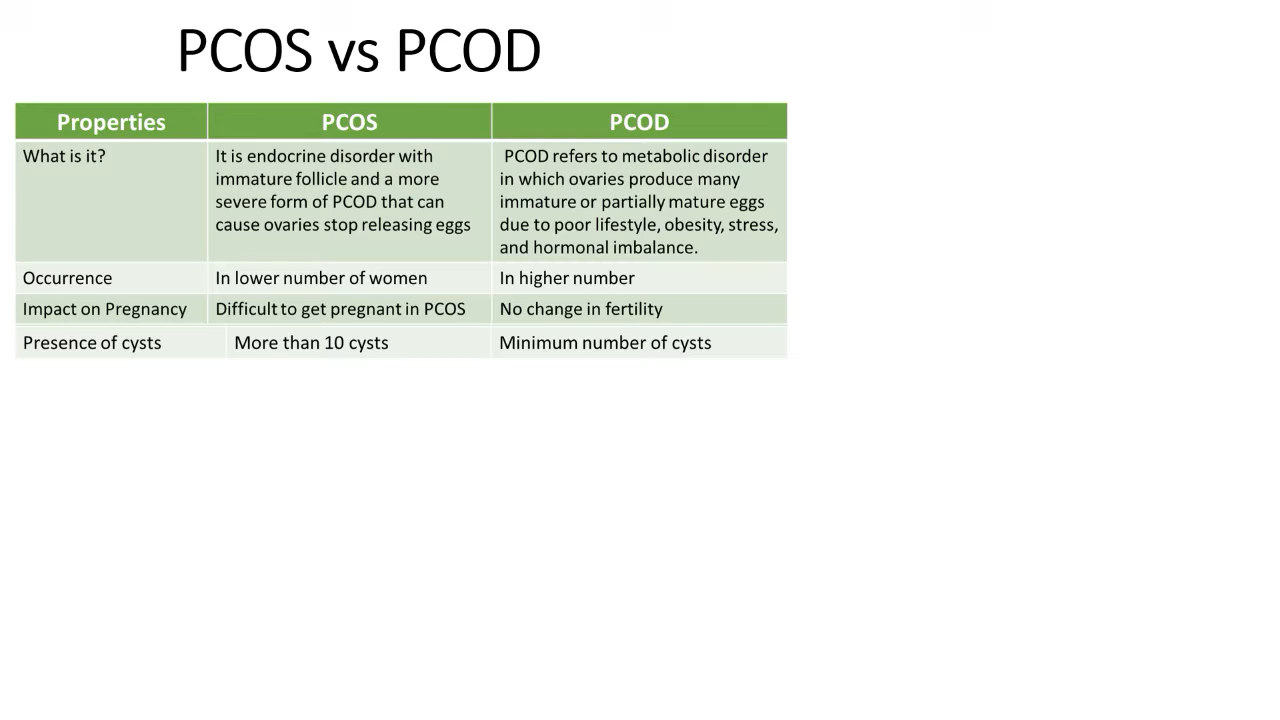 PCOS vs PCOD
Properties PCOS PCOD
What is it?
It is endocrine disorder with
immature follicle and a more
severe form of PCOD that can
cause ovaries stop releasing eggs
PCOD refers to metabolic disorder
in which ovaries produce many
immature or partially mature eggs
due to poor lifestyle, obesity, stress,
and hormonal imbalance.
Occurrence In lower number of women In higher number
Impact on Pregnancy Difficult to get pregnant in PCOS No change in fertility
Presence of cysts More than 10 cysts Minimum number of cysts